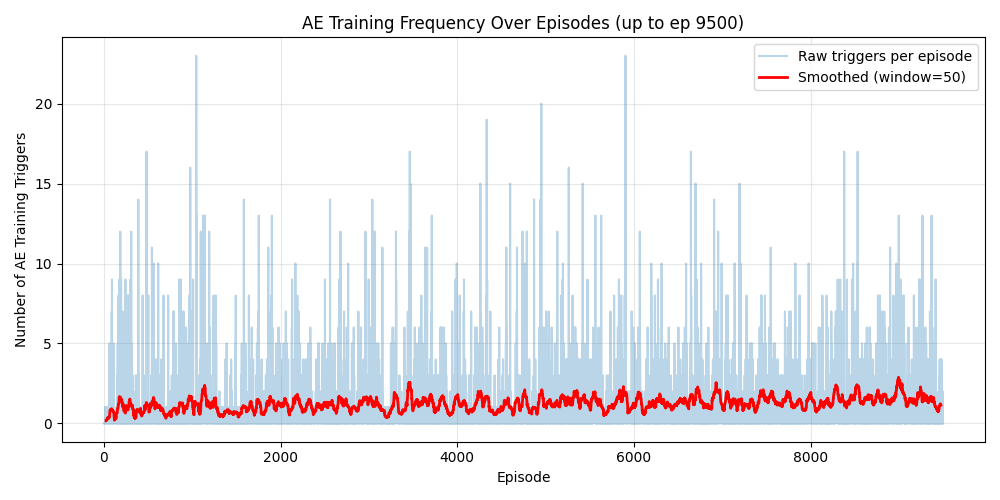 AE Training Frequency Over Episodes (up to ep 9500)
Raw triggers per episode
Smoothed (window=50)
Number of AE Training Triggers
20
15
10
5
0
0 2000 4000 6000 8000
Episode